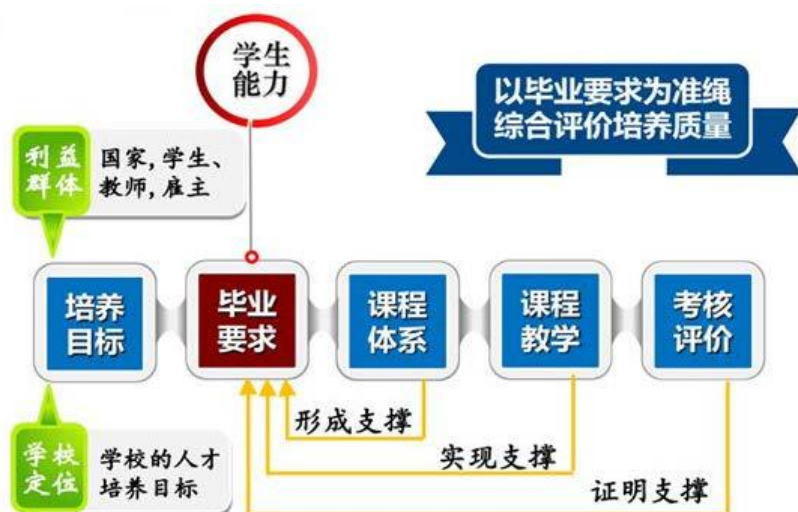 学生
能力
以毕业要求为准绳
综合评价培养质量
利益
群体
国家,学生、
教师,雇主
培养
目标
毕业
要求
课程
体系
课程
教学
考核
评价
形成支撑
实现支撑
证明支撑
学校
定位
学校的人才
培养目标